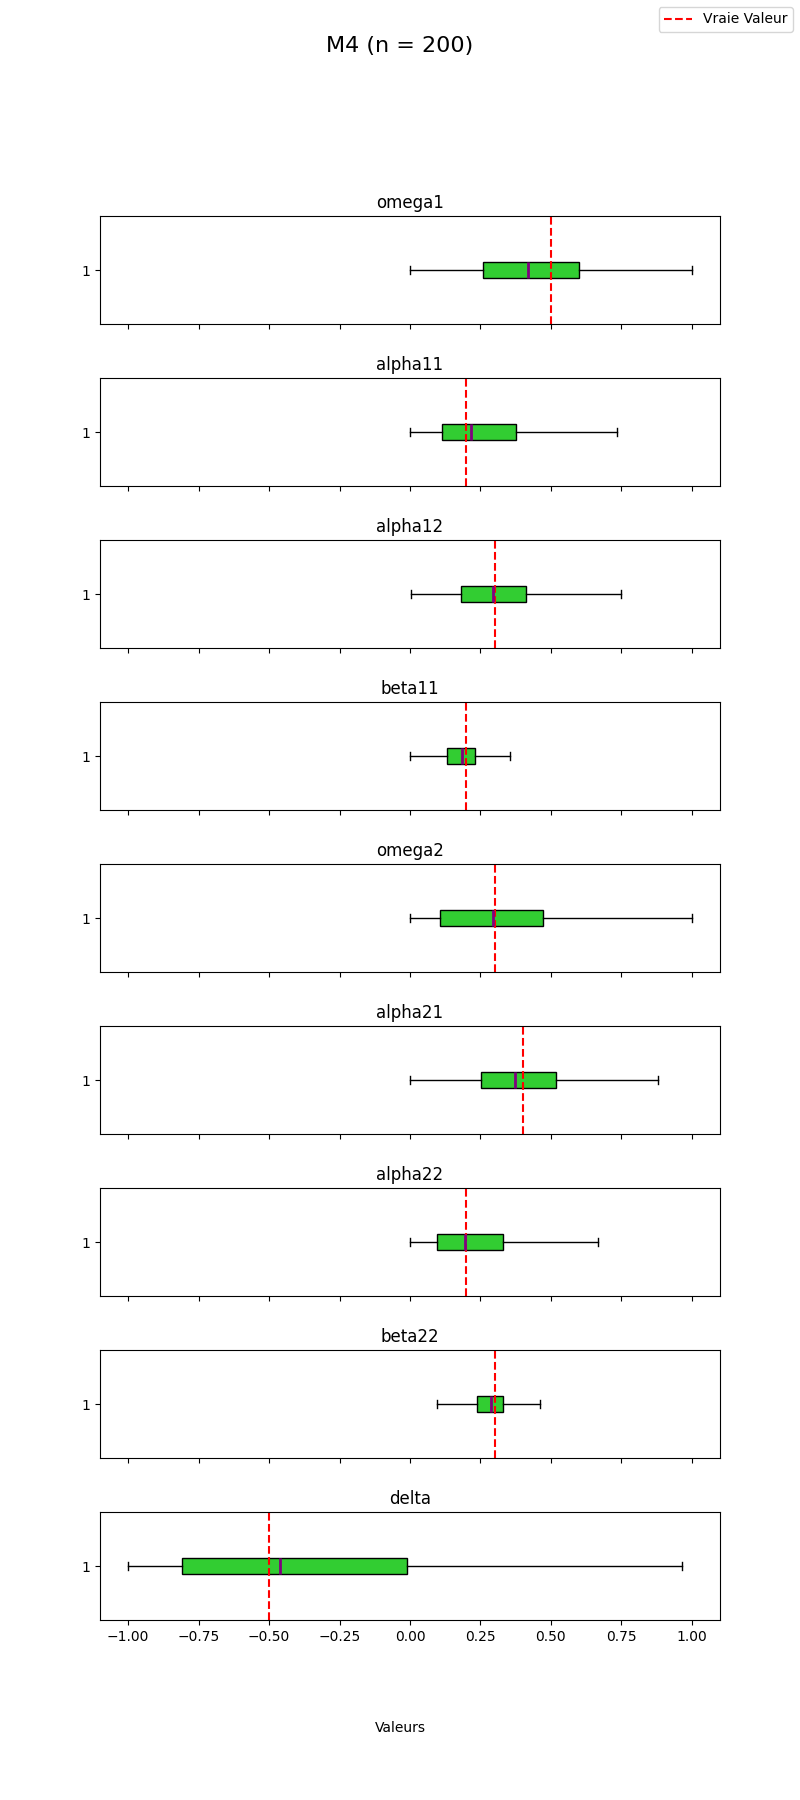 Vraie Valeur
M4 (n = 200)
omega1
1
alpha11
1
alpha12
1
beta11
1
omega2
1
alpha21
1
alpha22
1
beta22
1
delta
1
−1.00 −0.75 −0.50 −0.25 0.00 0.25 0.50 0.75 1.00
Valeurs